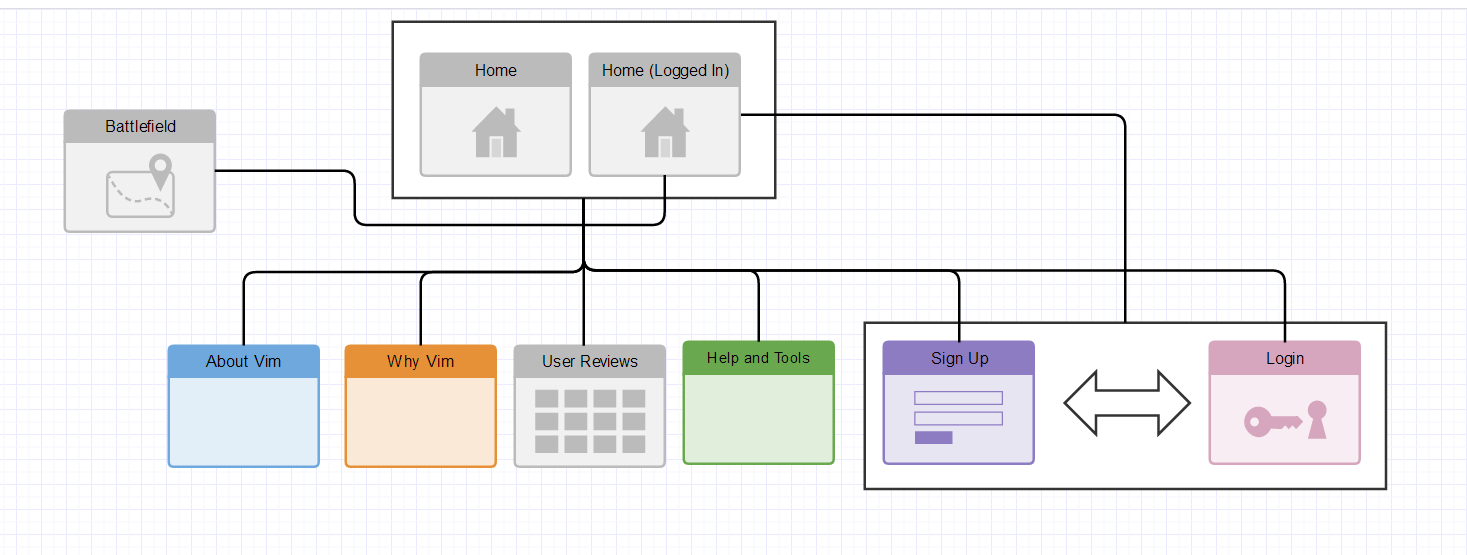 Home
Home (Logged In)
Battlefield
About Vim
Why Vim
User Reviews
Help and Tools
Sign Up
Login